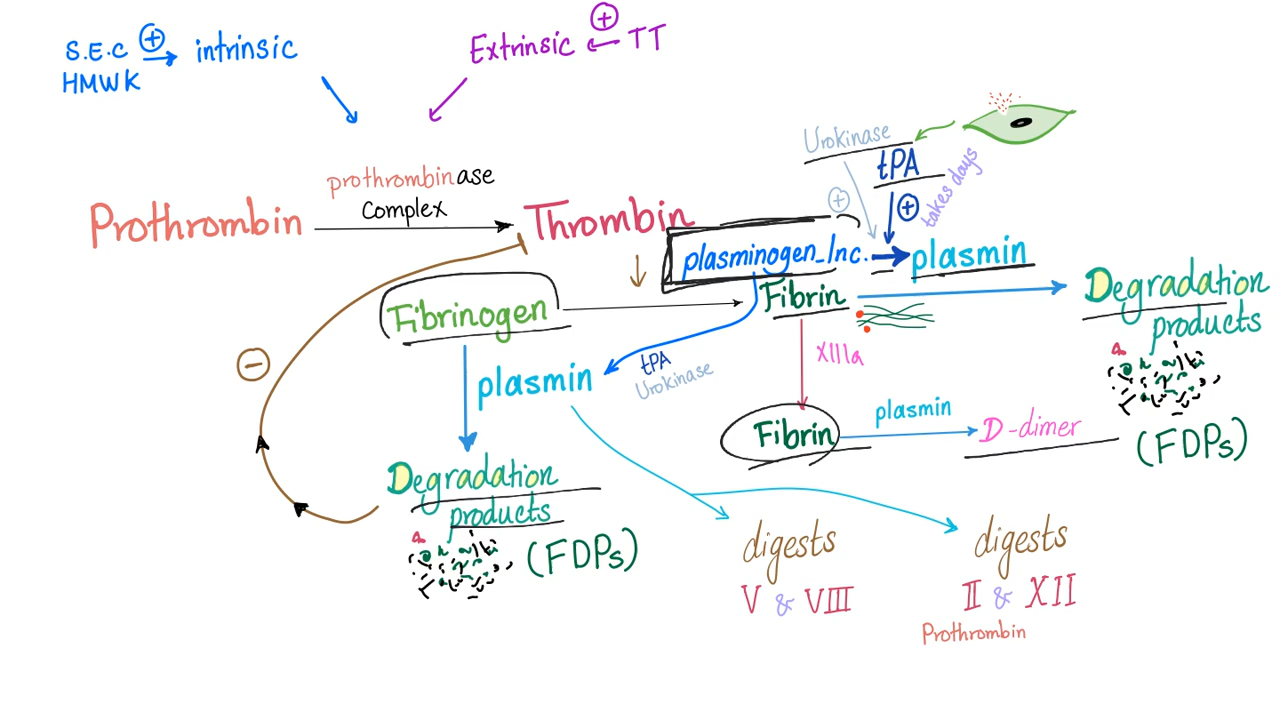 S.E.C ⊕ → intrinsic
HMWK
Extrinsic ⊕ ← TT
Urokinase
tPA
⊕
⊕
takes days
prothrombinase
Complex
Prothrombin
Thrombin
plasminogen_Inc. → plasmin
Fibrinogen
Fibrin
Degradation
products
(FDPs)
XIIIa
tPA
Urokinase
plasmin
Fibrin
plasmin
D-dimer
Degradation
products
(FDPs)
digests
V & VIII
digests
II & XII
Prothrombin